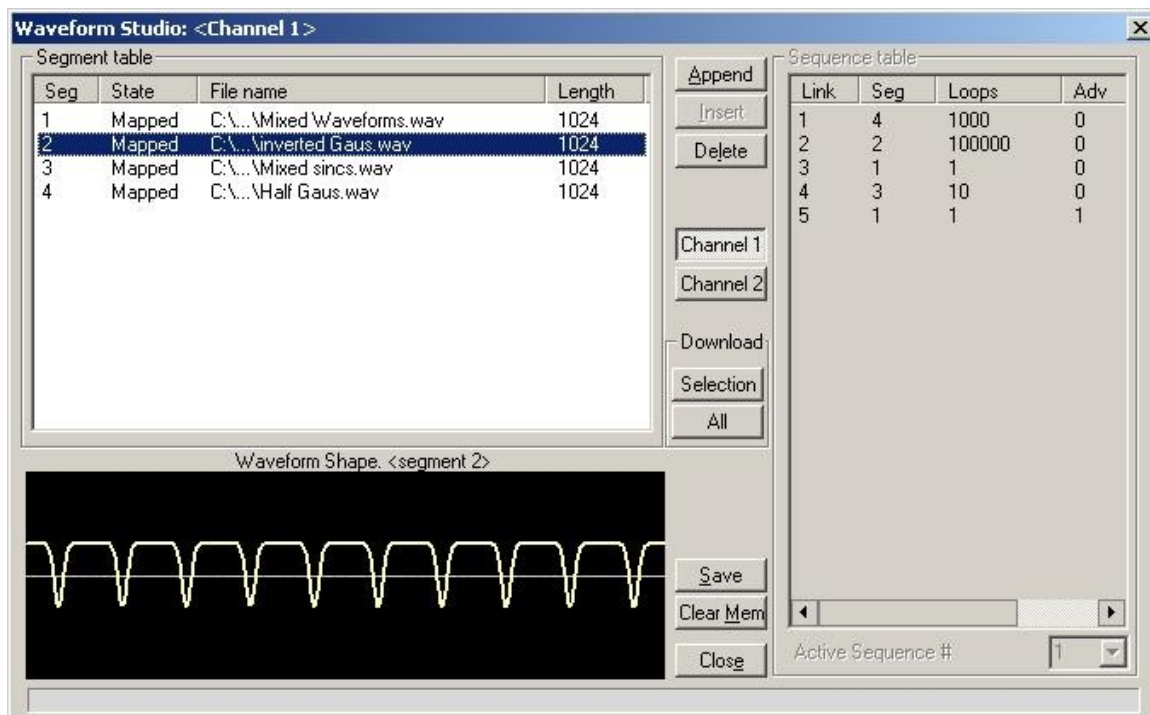 Waveform Studio: <Channel 1>
Segment table
Seg State File name Length
1 Mapped C:\...\Mixed Waveforms.wav 1024
2 Mapped C:\...\inverted Gaus.wav 1024
3 Mapped C:\...\Mixed sincs.wav 1024
4 Mapped C:\...\Half Gaus.wav 1024
Waveform Shape. <segment 2>
Append
Insert
Delete
Channel 1
Channel 2
Download
Selection
All
Save
Clear Mem
Close
Sequence table
Link Seg Loops Adv
1 4 1000 0
2 2 100000 0
3 1 1 0
4 3 10 0
5 1 1 1
Active Sequence # 1